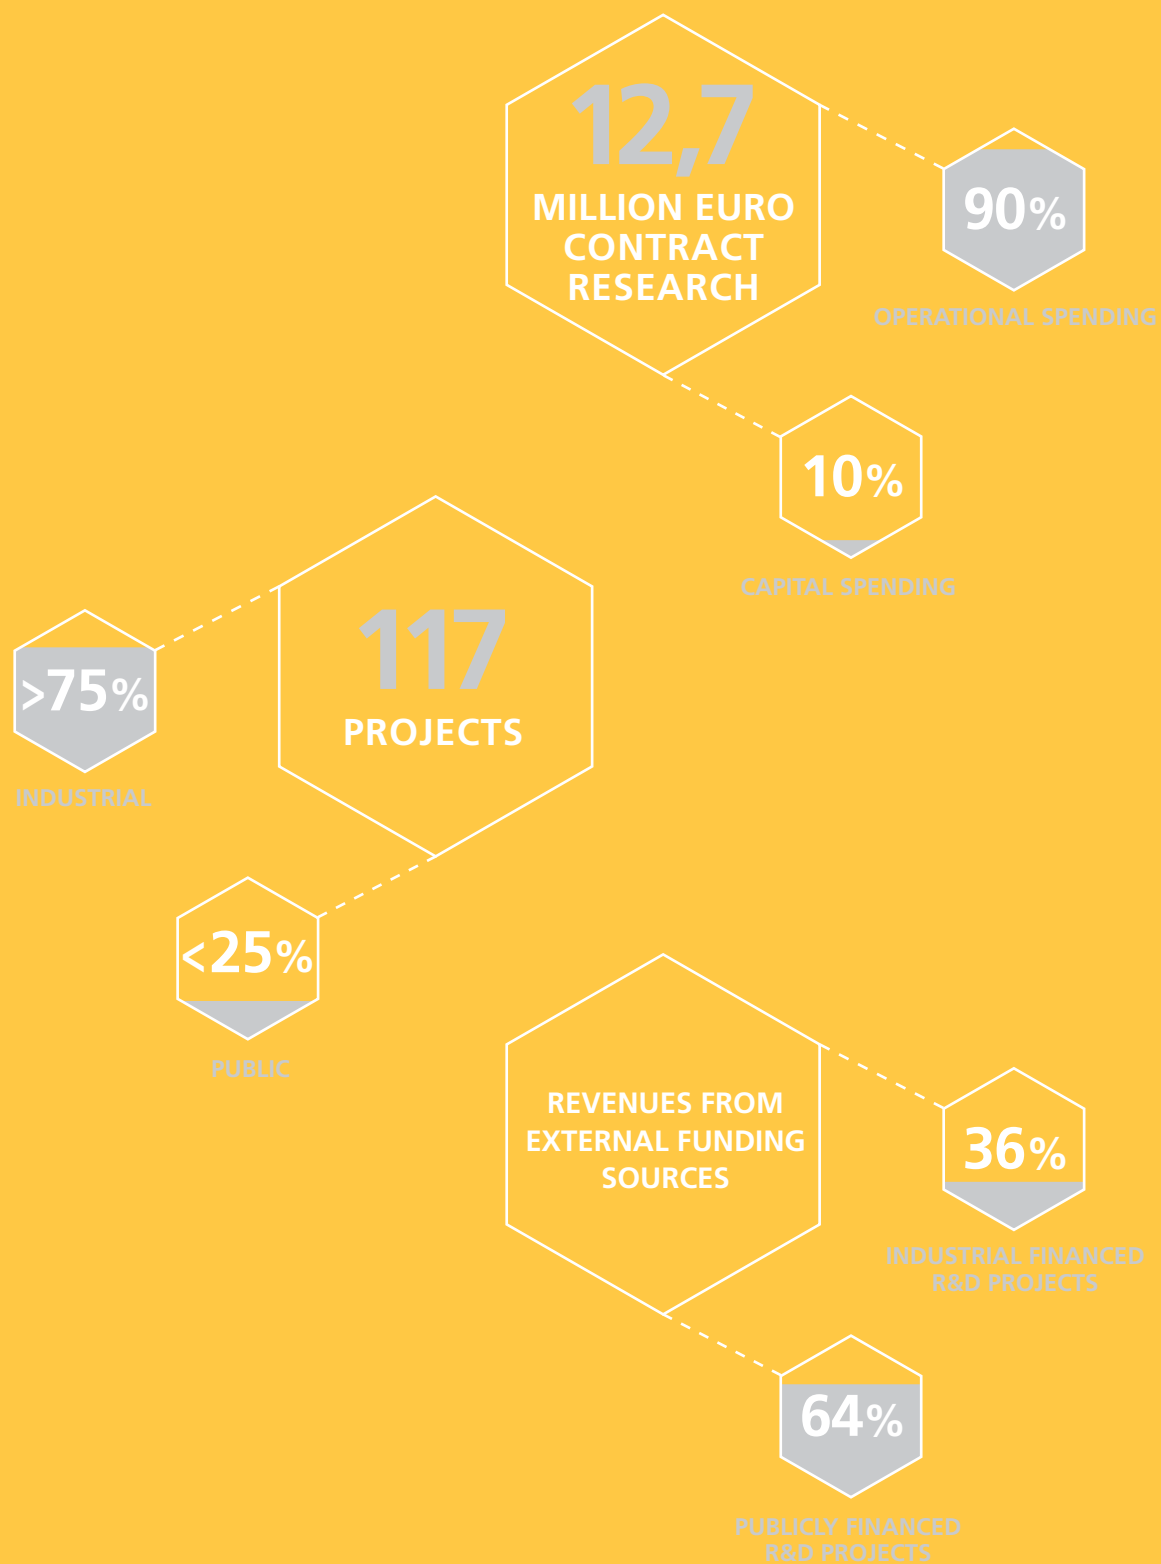 12,7
MILLION EURO
CONTRACT
RESEARCH
90%
OPERATIONAL SPENDING
10%
CAPITAL SPENDING
117
PROJECTS
>75%
INDUSTRIAL
<25%
PUBLIC
REVENUES FROM
EXTERNAL FUNDING
SOURCES
36%
INDUSTRIAL FINANCED
R&D PROJECTS
64%
PUBLICLY FINANCED
R&D PROJECTS